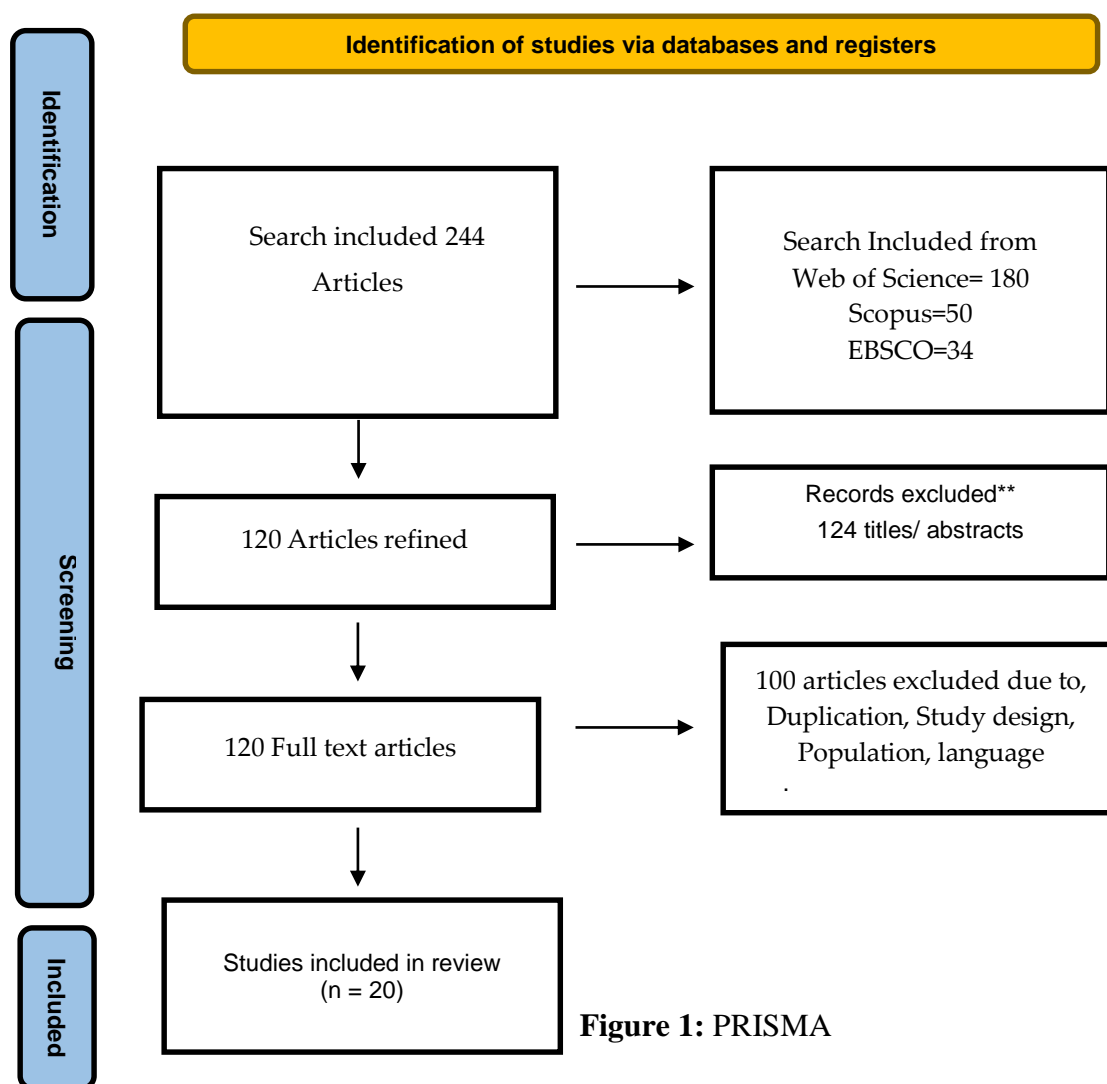 Identification of studies via databases and registers
Identification
Search included 244
Articles
Search Included from
Web of Science= 180
Scopus=50
EBSCO=34
Screening
120 Articles refined
Records excluded**
124 titles/ abstracts
120 Full text articles
100 articles excluded due to,
Duplication, Study design,
Population, language
.
Included
Studies included in review
(n = 20)
Figure 1: PRISMA